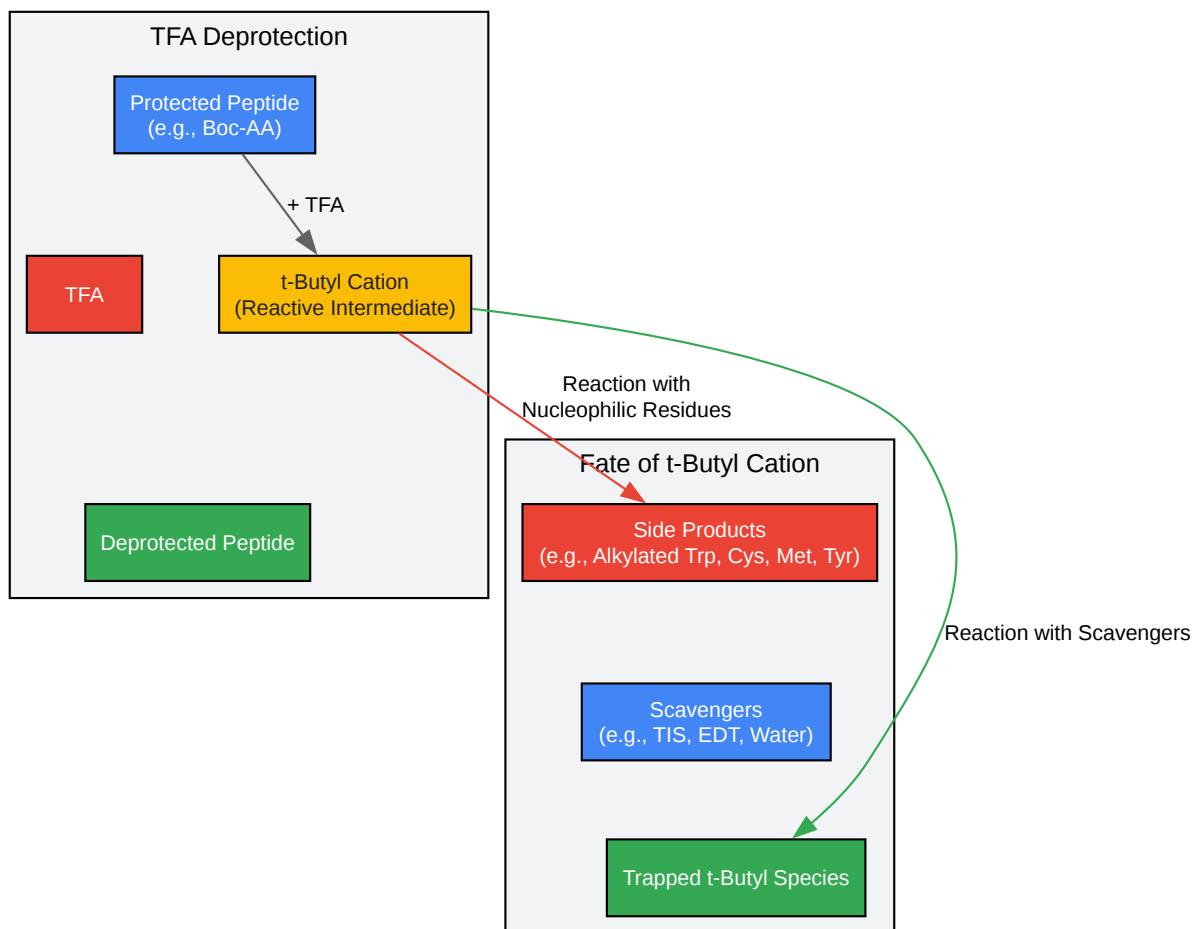 TFA Deprotection
Protected Peptide
(e.g., Boc-AA)
+ TFA
TFA
t-Butyl Cation
(Reactive Intermediate)
Reaction with
Nucleophilic Residues
Fate of t-Butyl Cation
Side Products
(e.g., Alkylated Trp, Cys, Met, Tyr)
Deprotected Peptide
Reaction with Scavengers
Scavengers
(e.g., TIS, EDT, Water)
Trapped t-Butyl Species